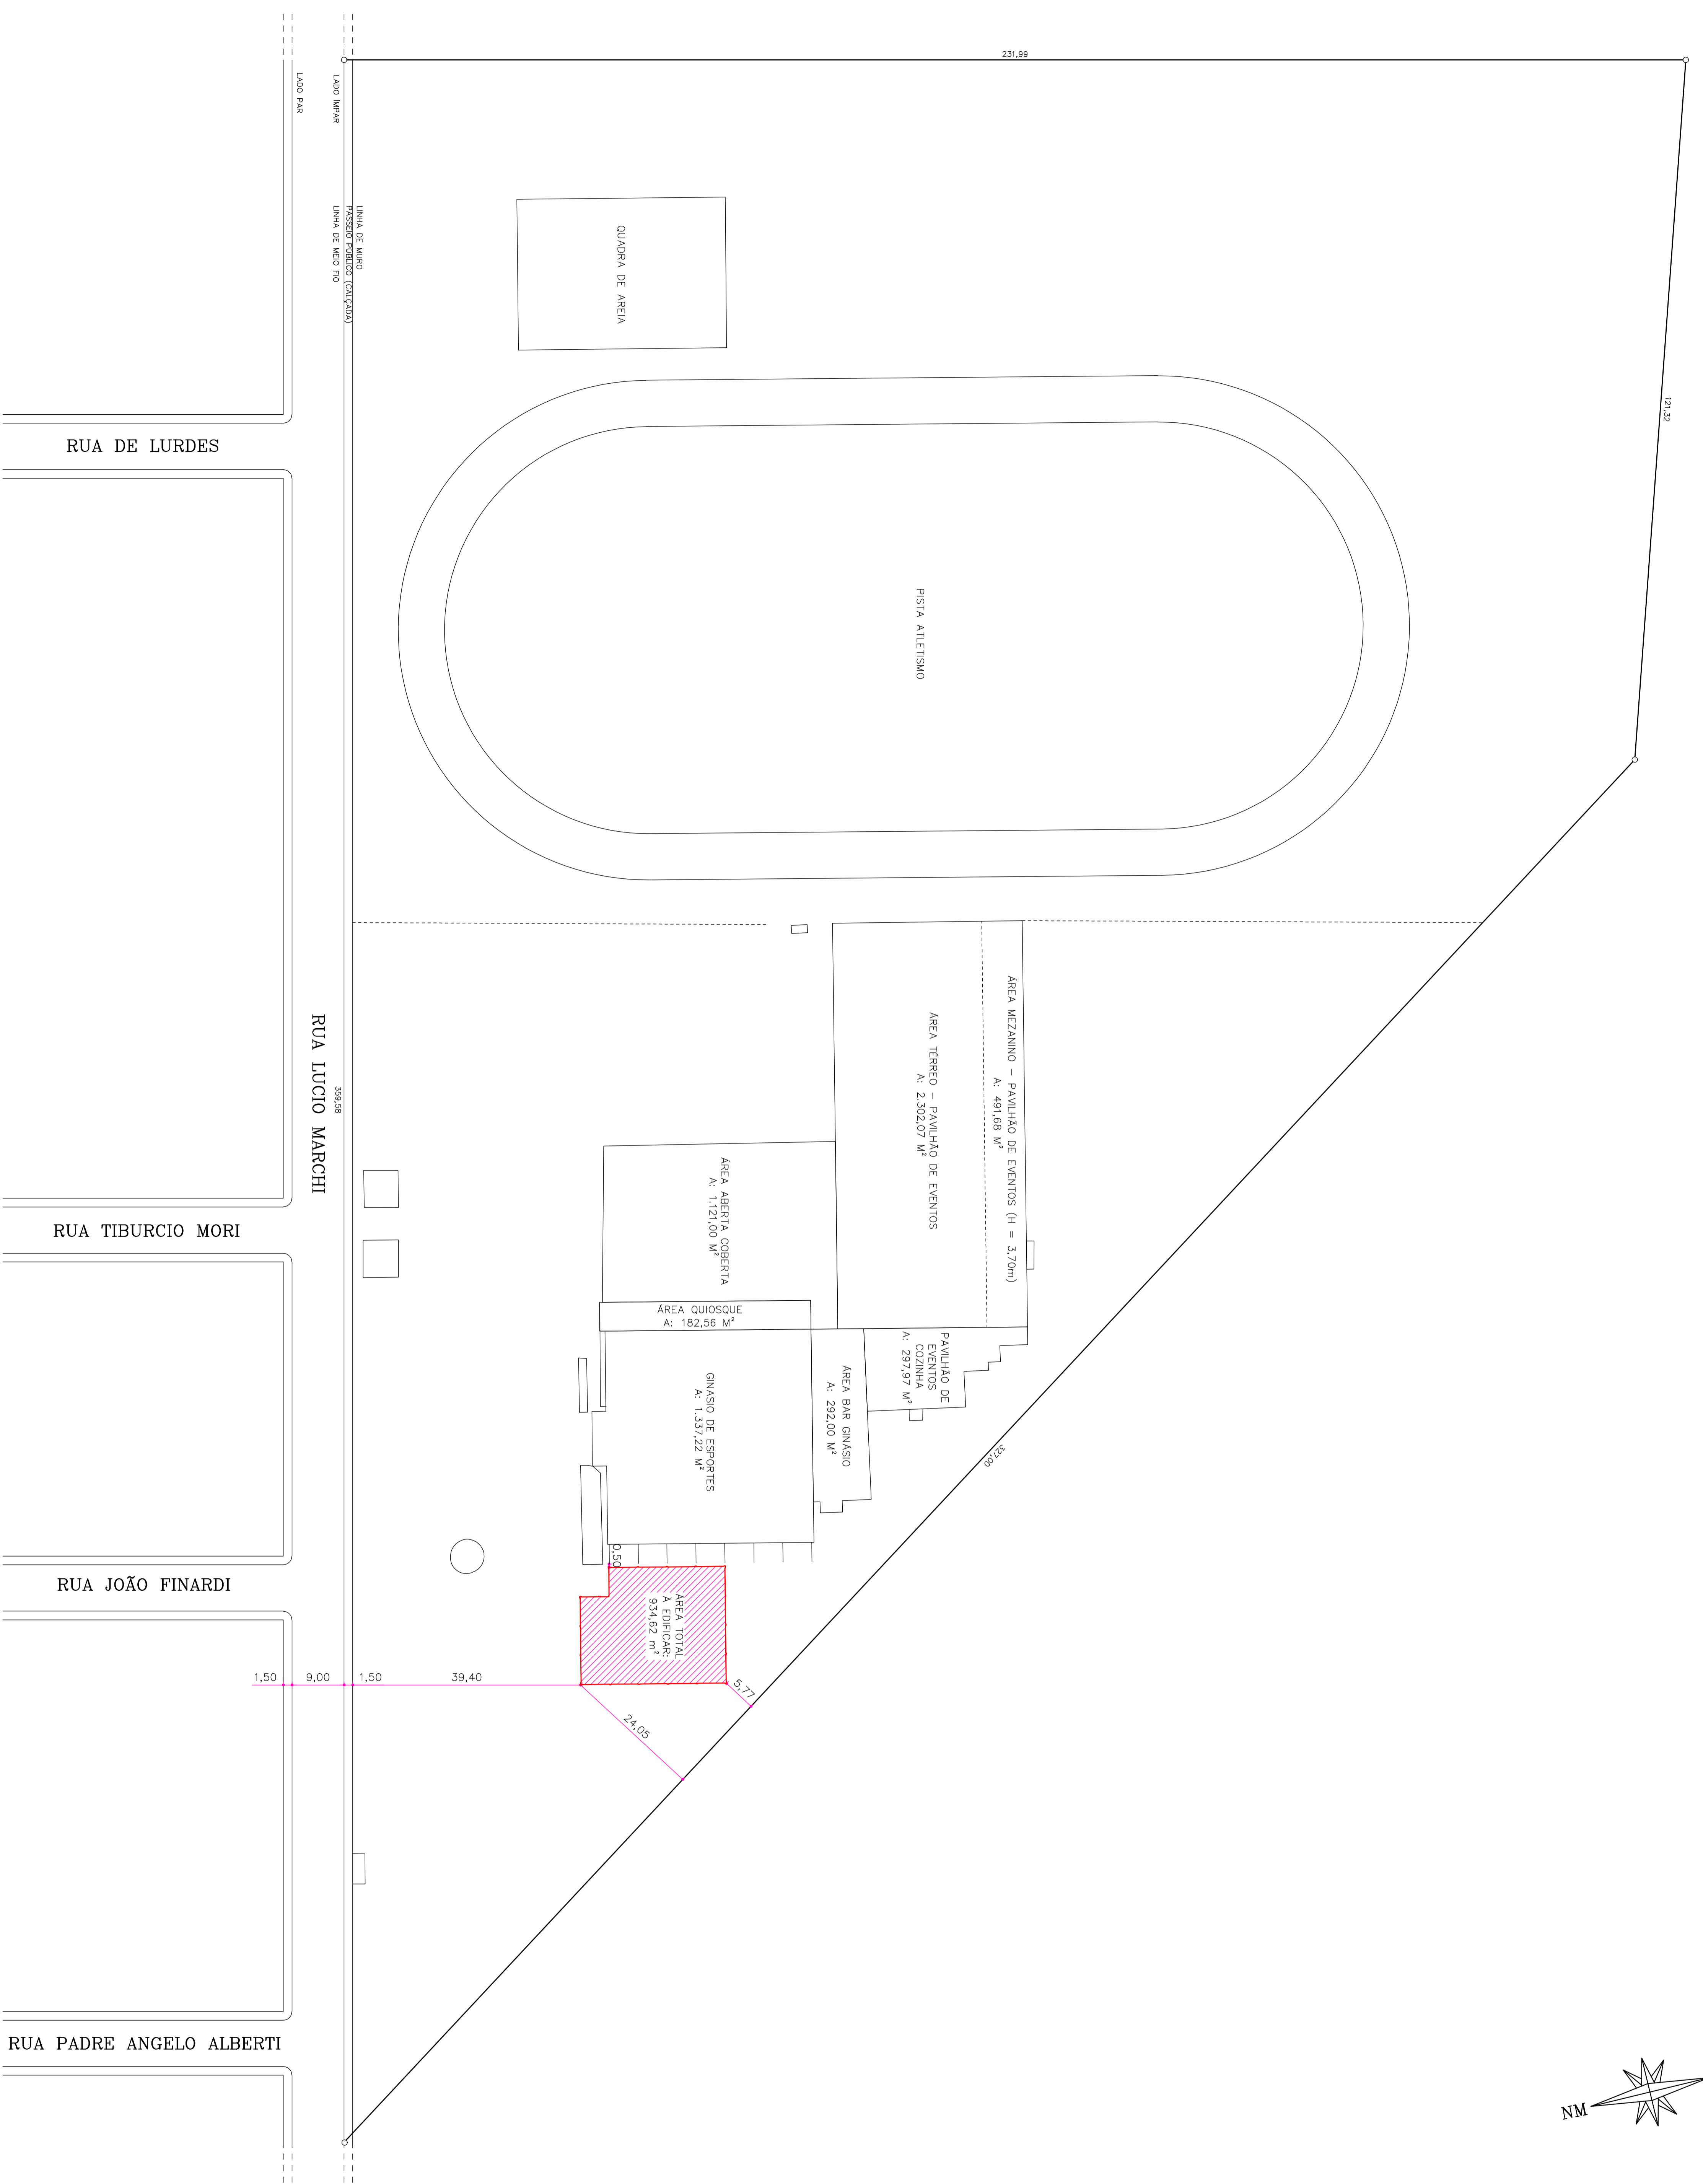 231,99
LADO PAR
LADO IMPAR
LINHA DE MURO
PASSEIO PÚBLICO (CALÇADA)
LINHA DE MEIO FIO
QUADRA DE AREIA
121,32
RUA DE LURDES
PISTA ATLETISMO
RUA LUCIO MARCHI
359,58
ÁREA MEZANINO - PAVILHÃO DE EVENTOS (H = 3,70m)
A: 491,68 M²
ÁREA TÉRREO - PAVILHÃO DE EVENTOS
A: 2.302,07 M²
ÁREA ABERTA COBERTA
A: 1.121,00 M²
RUA TIBURCIO MORI
ÁREA QUIOSQUE
A: 182,56 M²
PAVILHÃO DE
EVENTOS
COZINHA
A: 297,97 M²
ÁREA BAR GINÁSIO
A: 292,00 M²
GINASIO DE ESPORTES
A: 1.337,22 M²
327,00
0,50
RUA JOÃO FINARDI
ÁREA TOTAL
À EDIFICAR:
934,62 m²
1,50
9,00
1,50
39,40
5,77
24,05
RUA PADRE ANGELO ALBERTI
NM